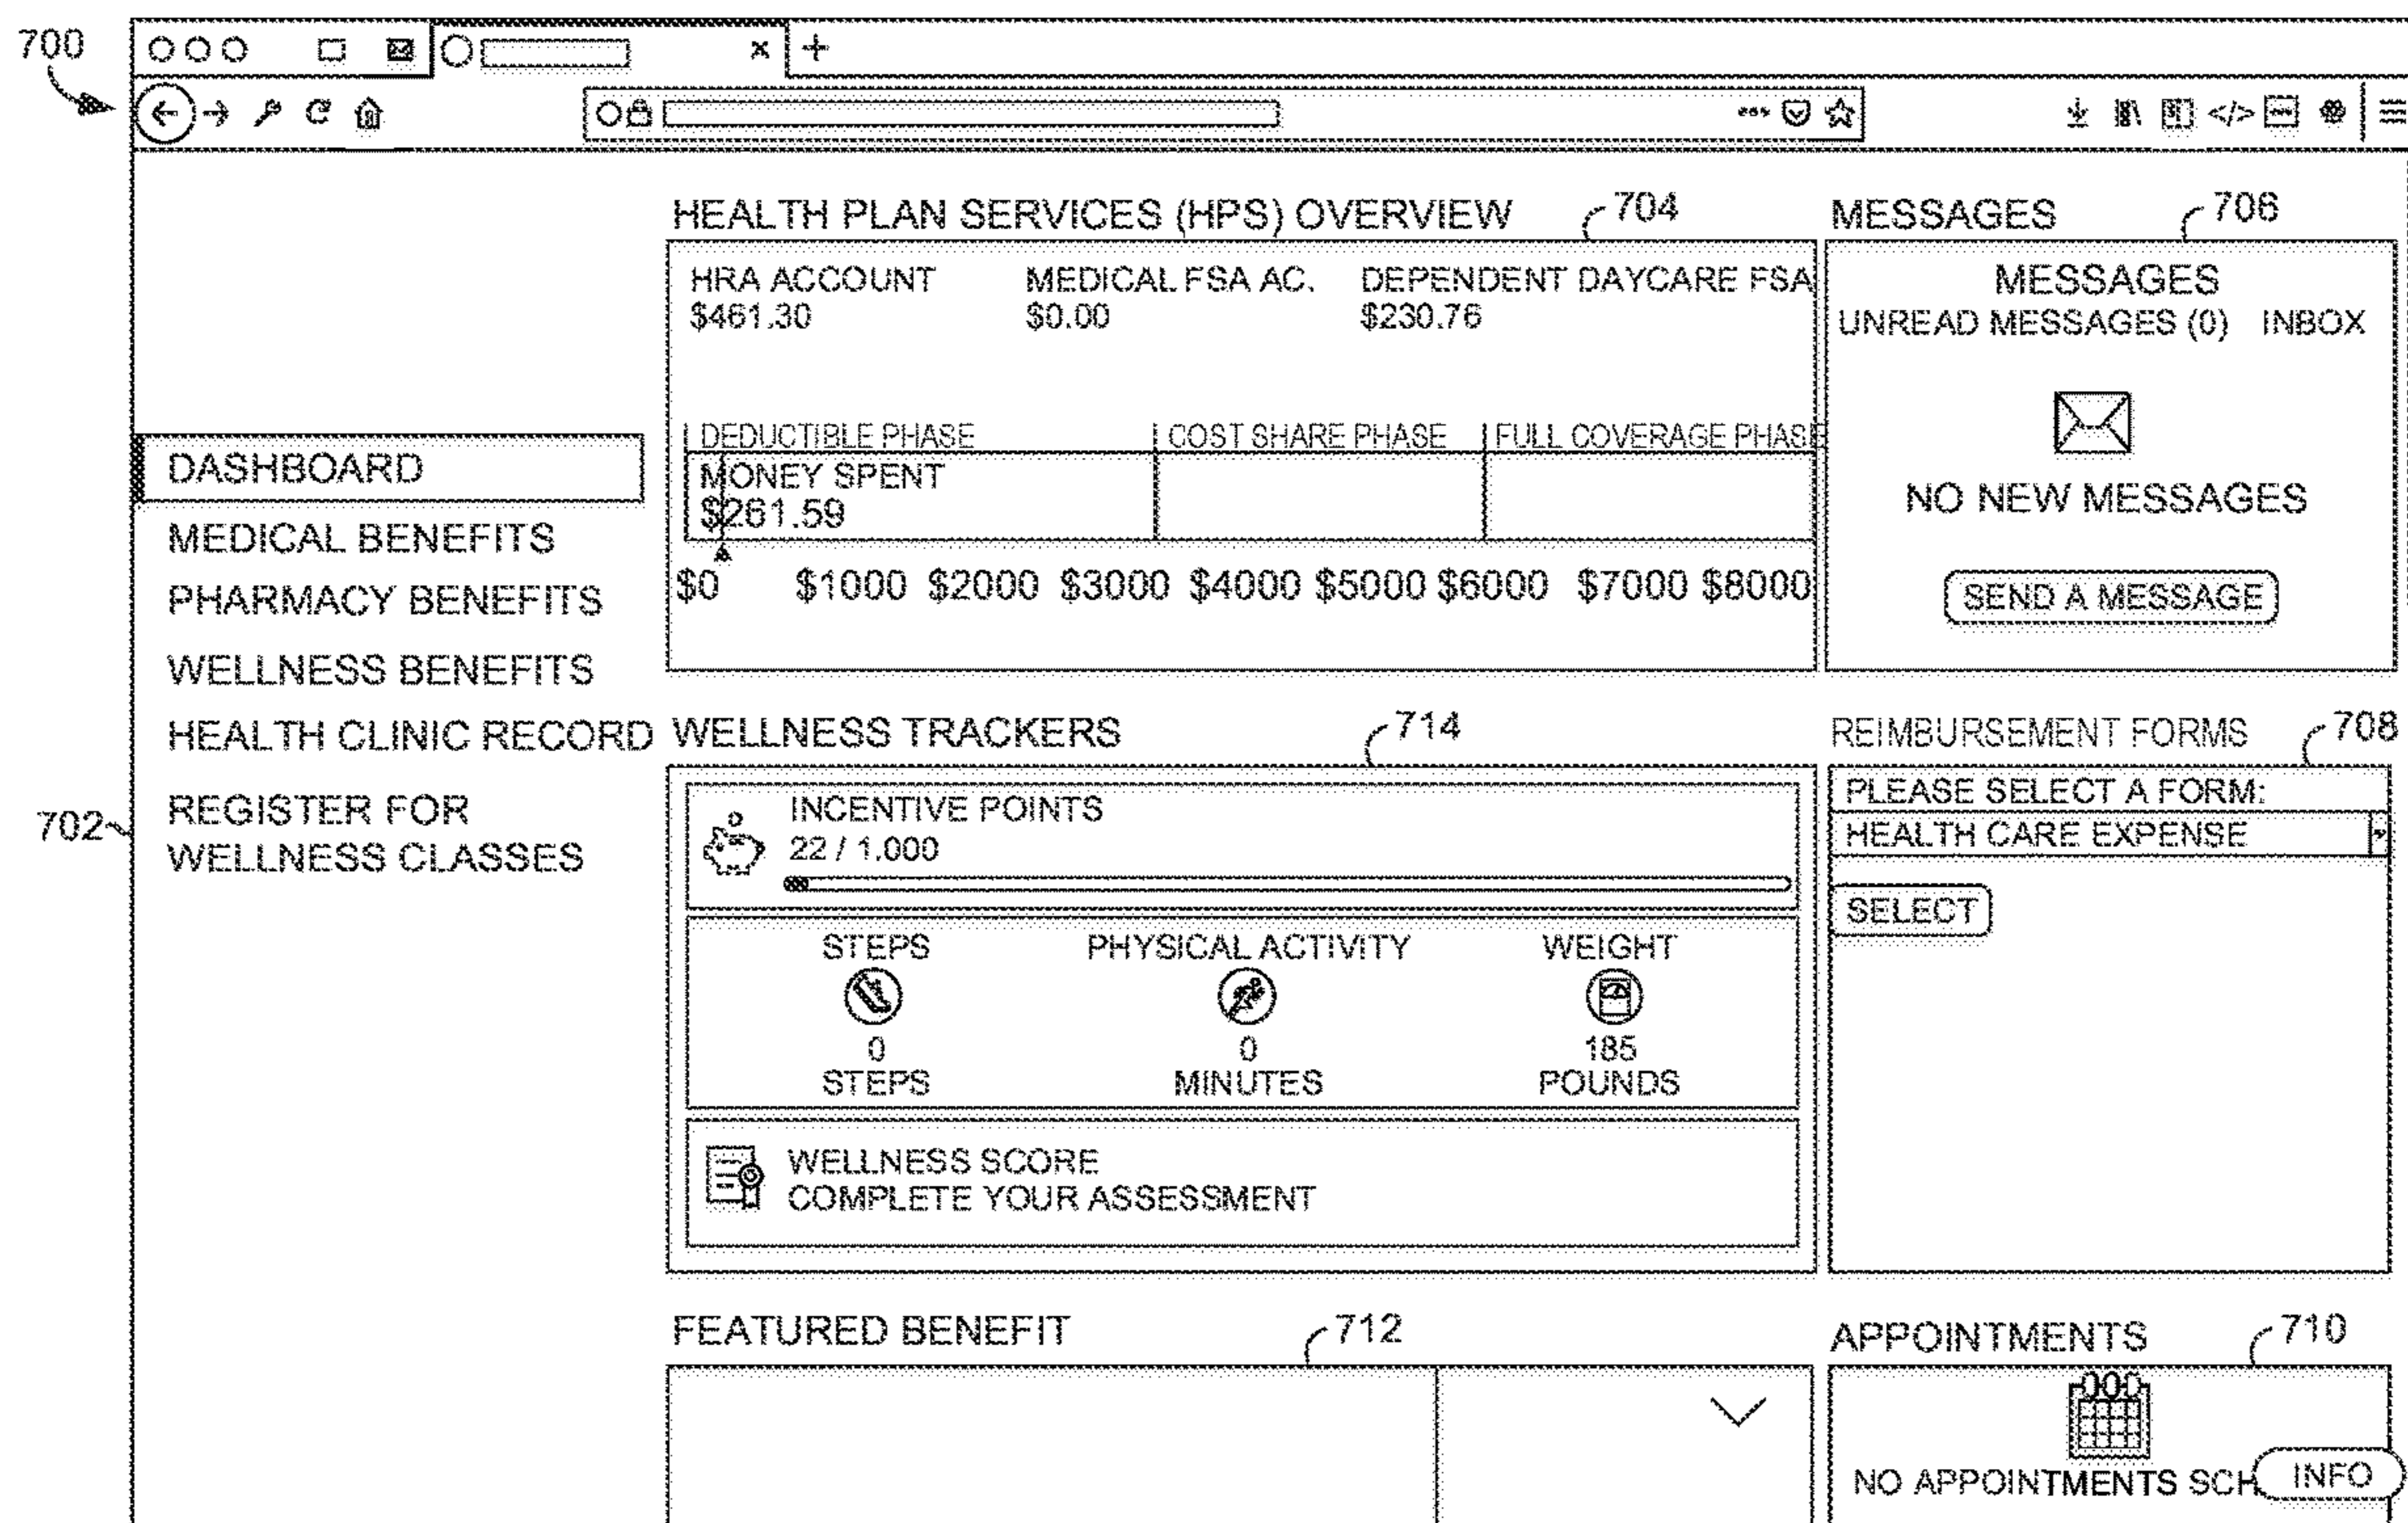 700
HEALTH PLAN SERVICES (HPS) OVERVIEW
704
HRA ACCOUNT
$461.30
MEDICAL FSA AC.
$0.00
DEPENDENT DAYCARE FSA
$230.76
DEDUCTIBLE PHASE
COST SHARE PHASE
FULL COVERAGE PHASE
MONEY SPENT
$261.59
$0 $1000 $2000 $3000 $4000 $5000 $6000 $7000 $8000
MESSAGES
706
MESSAGES
UNREAD MESSAGES (0) INBOX
NO NEW MESSAGES
SEND A MESSAGE
DASHBOARD
MEDICAL BENEFITS
PHARMACY BENEFITS
WELLNESS BENEFITS
HEALTH CLINIC RECORD
REGISTER FOR
WELLNESS CLASSES
702
WELLNESS TRACKERS
714
INCENTIVE POINTS
22 / 1.000
STEPS
0
STEPS
PHYSICAL ACTIVITY
0
MINUTES
WEIGHT
185
POUNDS
WELLNESS SCORE
COMPLETE YOUR ASSESSMENT
REIMBURSEMENT FORMS
708
PLEASE SELECT A FORM:
HEALTH CARE EXPENSE
SELECT
FEATURED BENEFIT
712
APPOINTMENTS
710
NO APPOINTMENTS SCH
INFO